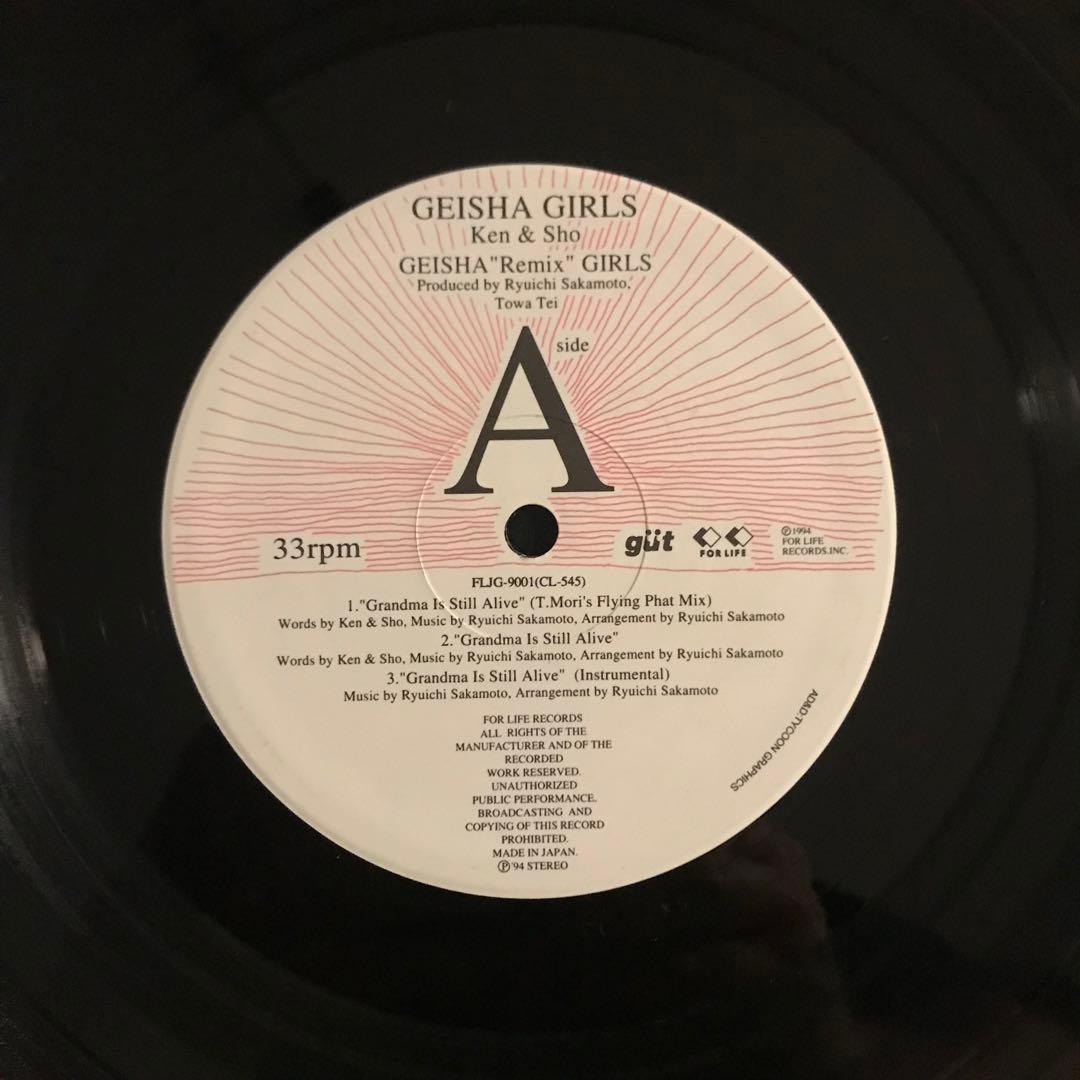 GEISHA GIRLS
Ken & Sho
GEISHA"Remix" GIRLS
Produced by Ryuichi Sakamoto,
Towa Tei
A side
33rpm
güt
FOR LIFE
Ⓟ1994
FOR LIFE
RECORDS.INC.
FLJG-9001(CL-545)
1."Grandma Is Still Alive" (T.Mori's Flying Phat Mix)
Words by Ken & Sho, Music by Ryuichi Sakamoto, Arrangement by Ryuichi Sakamoto
2."Grandma Is Still Alive"
Words by Ken & Sho, Music by Ryuichi Sakamoto, Arrangement by Ryuichi Sakamoto
3."Grandma Is Still Alive" (Instrumental)
Music by Ryuichi Sakamoto, Arrangement by Ryuichi Sakamoto
FOR LIFE RECORDS
ALL RIGHTS OF THE
MANUFACTURER AND OF THE
RECORDED
WORK RESERVED.
UNAUTHORIZED
PUBLIC PERFORMANCE.
BROADCASTING AND
COPYING OF THIS RECORD
PROHIBITED.
MADE IN JAPAN.
Ⓟ'94 STEREO
AD&D:TYCOON GRAPHICS